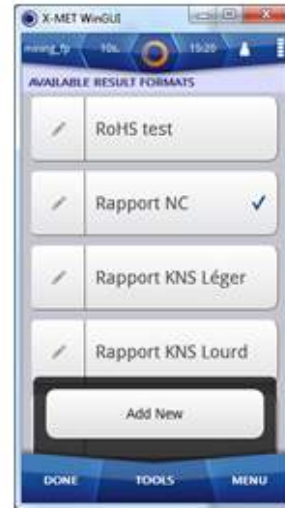 X-MET WinGUI
mining_fp 10s. 15:20
AVAILABLE RESULT FORMATS
RoHS test
Rapport NC
Rapport KNS Léger
Rapport KNS Lourd
Add New
DONE TOOLS MENU